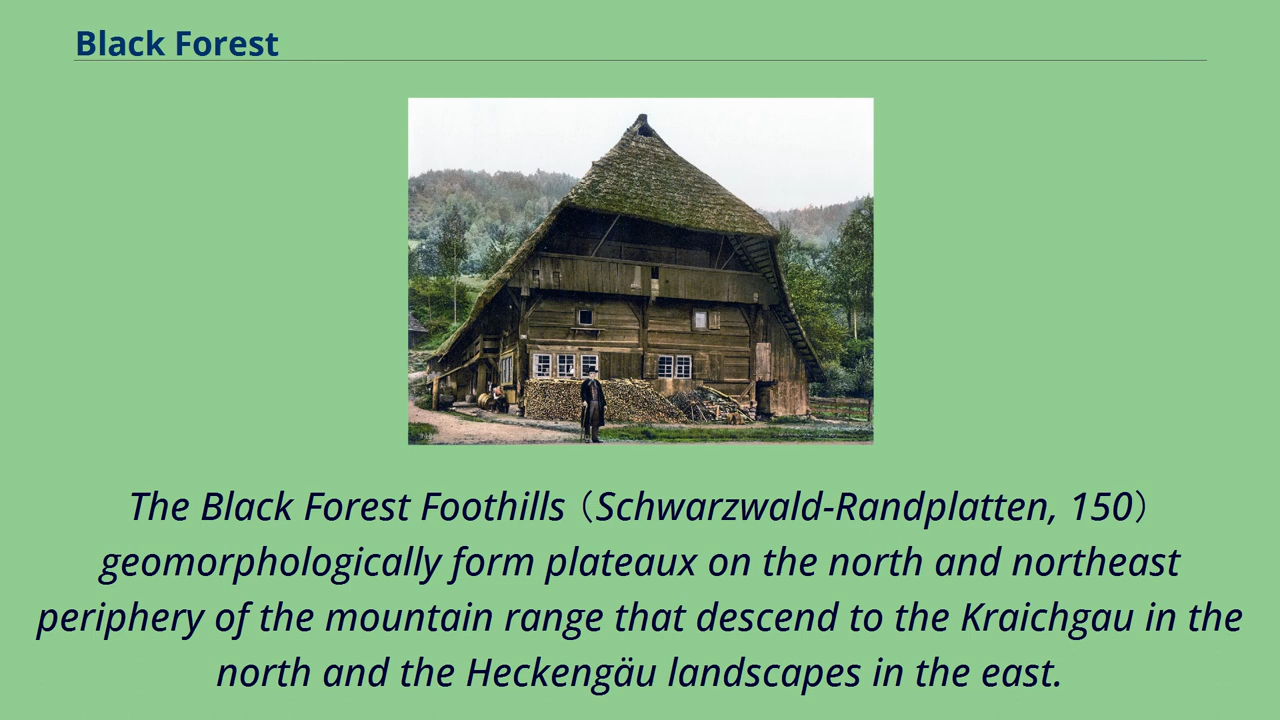 Black Forest
The Black Forest Foothills（Schwarzwald-Randplatten, 150）
geomorphologically form plateaux on the north and northeast
periphery of the mountain range that descend to the Kraichgau in the
north and the Heckengäu landscapes in the east.